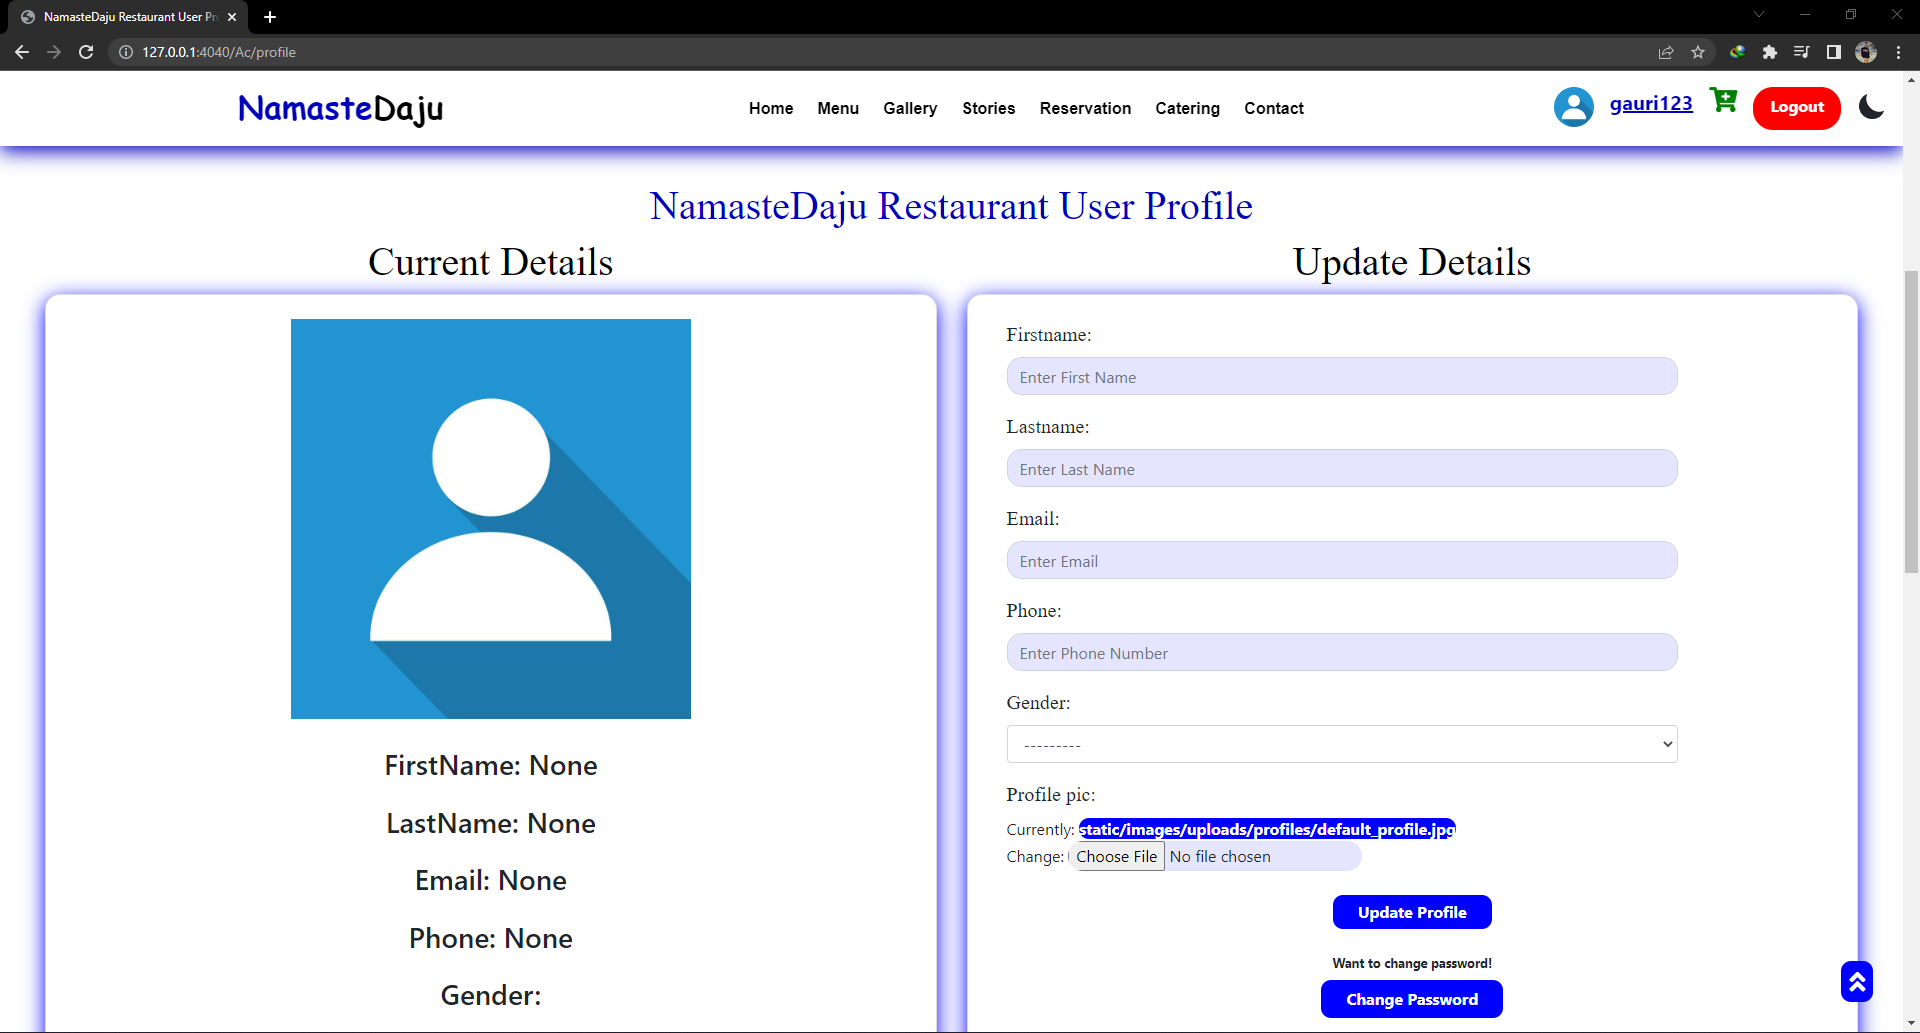 NamasteDaju Restaurant User Pr
127.0.0.1:4040/Ac/profile
NamasteDaju
Home Menu Gallery Stories Reservation Catering Contact
gauri123
Logout
NamasteDaju Restaurant User Profile
Current Details
FirstName: None
LastName: None
Email: None
Phone: None
Gender:
Update Details
Firstname:
Enter First Name
Lastname:
Enter Last Name
Email:
Enter Email
Phone:
Enter Phone Number
Gender:
---------
Profile pic:
Currently: static/images/uploads/profiles/default_profile.jpg
Change: Choose File No file chosen
Update Profile
Want to change password!
Change Password